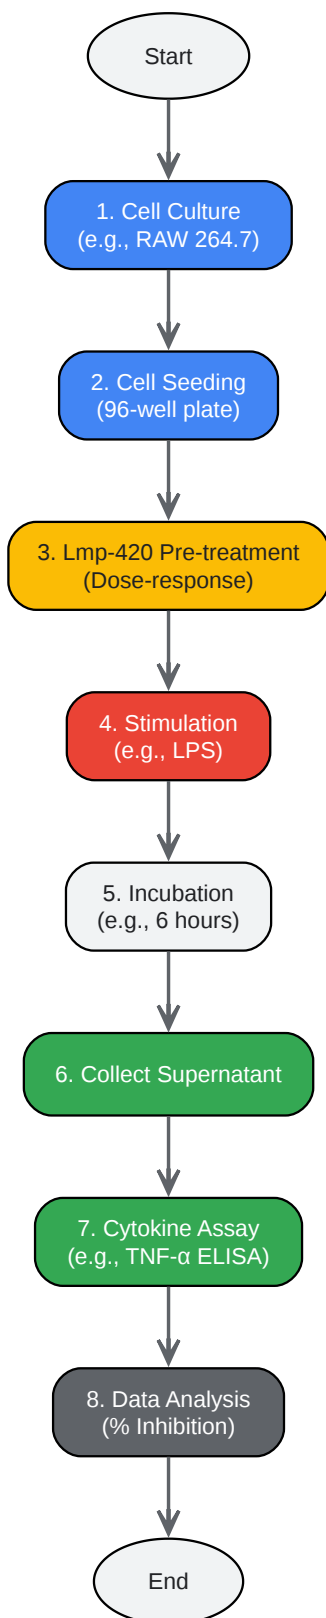 Start
1. Cell Culture
(e.g., RAW 264.7)
2. Cell Seeding
(96-well plate)
3. Lmp-420 Pre-treatment
(Dose-response)
4. Stimulation
(e.g., LPS)
5. Incubation
(e.g., 6 hours)
6. Collect Supernatant
7. Cytokine Assay
(e.g., TNF-α ELISA)
8. Data Analysis
(% Inhibition)
End